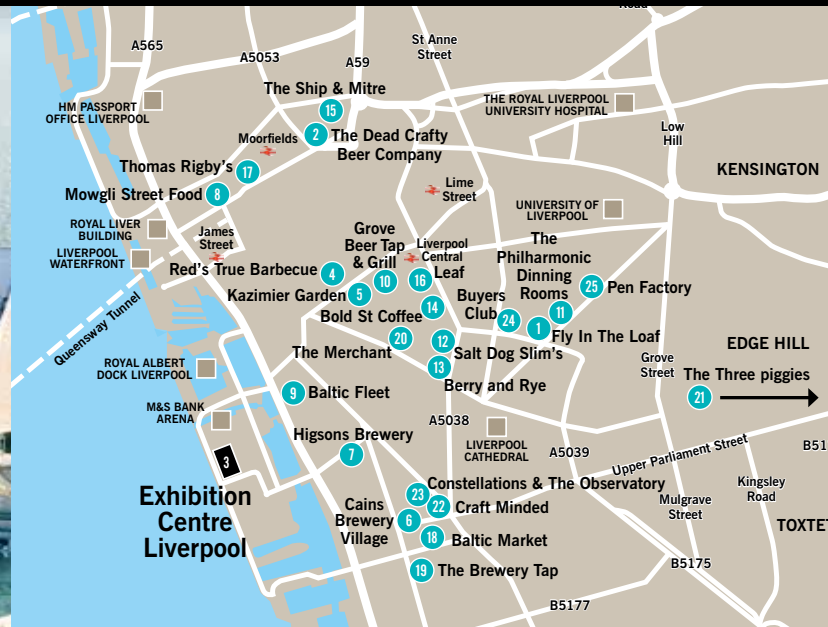 Road
A565
A5053
A59
St Anne
Street
The Ship & Mitre
15
HM PASSPORT
OFFICE LIVERPOOL
THE ROYAL LIVERPOOL
UNIVERSITY HOSPITAL
Moorfields
2
The Dead Crafty
Beer Company
Low
Hill
Thomas Rigby's
17
KENSINGTON
Mowgli Street Food
8
Lime
Street
UNIVERSITY OF
LIVERPOOL
ROYAL LIVER
BUILDING
LIVERPOOL
WATERFRONT
James
Street
Grove
Beer Tap
& Grill
10
Liverpool
Central
16
Leaf
The
Philharmonic
Dinning
Rooms
11
Red's True Barbecue
4
25
Pen Factory
Kazimier Garden
5
Bold St Coffee
14
Buyers
Club
24
1
Fly In The Loaf
Queensway Tunnel
20
The Merchant
12
Salt Dog Slim's
13
Berry and Rye
EDGE HILL
Grove
Street
The Three piggies
21
ROYAL ALBERT
DOCK LIVERPOOL
9
Baltic Fleet
M&S BANK
ARENA
A5038
LIVERPOOL
CATHEDRAL
Higsons Brewery
7
A5039
Upper Parliament Street
B51
3
Exhibition
Centre
Liverpool
Constellations & The Observatory
23
22
Craft Minded
Cains
Brewery
Village
6
Mulgrave
Street
Kingsley
Road
18
Baltic Market
TOXTET
19
The Brewery Tap
B5175
B5177